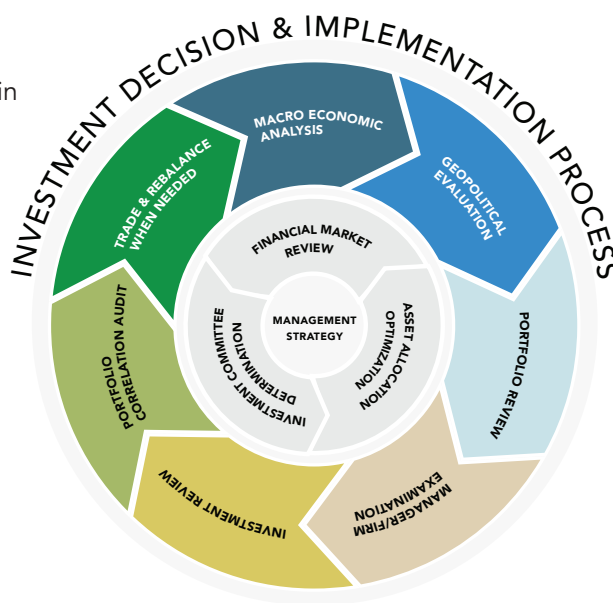 in
INVESTMENT DECISION & IMPLEMENTATION PROCESS
MACRO ECONOMIC
ANALYSIS
GEOPOLITICAL
EVALUATION
PORTFOLIO REVIEW
MANAGER/FIRM
EXAMINATION
INVESTMENT REVIEW
PORTFOLIO
CORRELATION AUDIT
TRADE & REBALANCE
WHEN NEEDED
FINANCIAL MARKET
REVIEW
ASSET ALLOCATION
OPTIMIZATION
INVESTMENT COMMITTEE
DETERMINATION
MANAGEMENT
STRATEGY